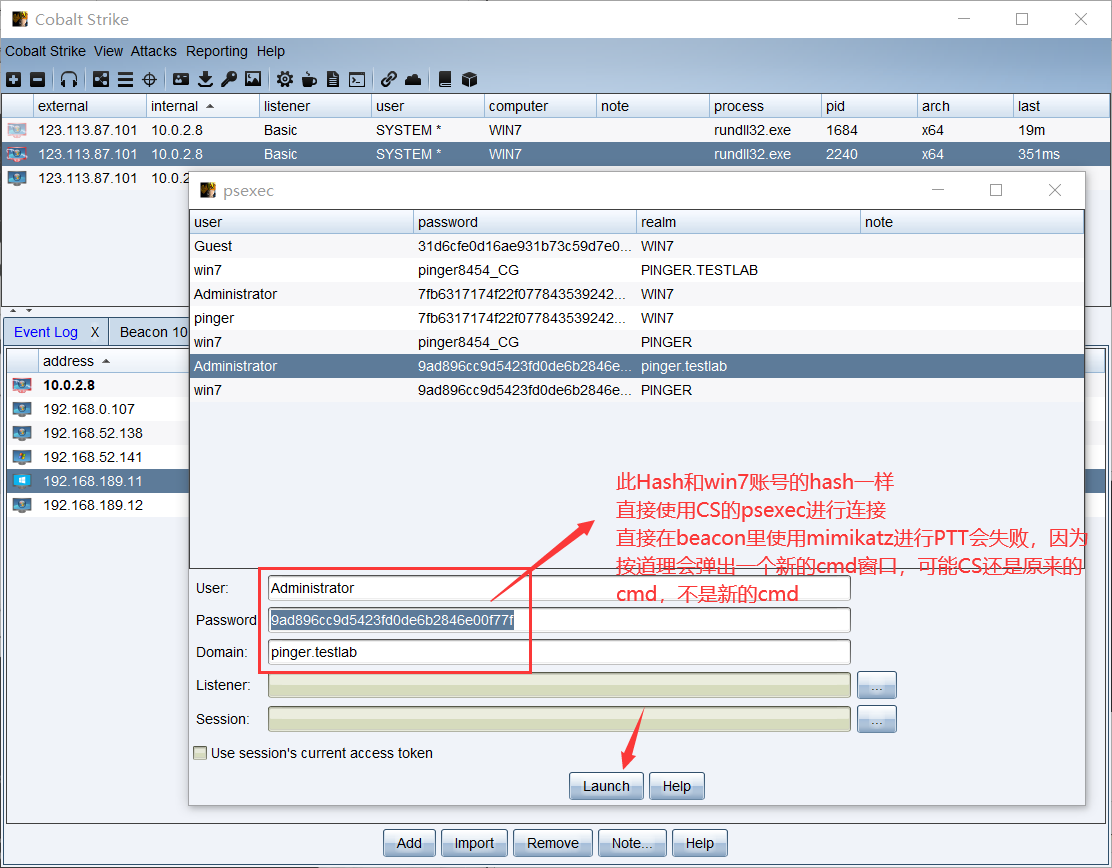 Cobalt Strike
Cobalt Strike View Attacks Reporting Help
external internal listener user computer note process pid arch last
123.113.87.101 10.0.2.8 Basic SYSTEM * WIN7 rundll32.exe 1684 x64 19m
123.113.87.101 10.0.2.8 Basic SYSTEM * WIN7 rundll32.exe 2240 x64 351ms
123.113.87.101 10.0.2
psexec
user password realm note
Guest 31d6cfe0d16ae931b73c59d7e0... WIN7
win7 pinger8454_CG PINGER.TESTLAB
Administrator 7fb6317174f22f077843539242... WIN7
pinger 7fb6317174f22f077843539242... WIN7
win7 pinger8454_CG PINGER
Administrator 9ad896cc9d5423fd0de6b2846e... pinger.testlab
win7 9ad896cc9d5423fd0de6b2846e... PINGER
Event Log X Beacon 10
address
10.0.2.8
192.168.0.107
192.168.52.138
192.168.52.141
192.168.189.11
192.168.189.12
此Hash和win7账号的hash一样
直接使用CS的psexec进行连接
直接在beacon里使用mimikatz进行PTT会失败，因为
按道理会弹出一个新的cmd窗口，可能CS还是原来的
cmd，不是新的cmd
User: Administrator
Password 9ad896cc9d5423fd0de6b2846e00f77f
Domain: pinger.testlab
Listener: ...
Session: ...
Use session's current access token
Launch Help
Add Import Remove Note... Help